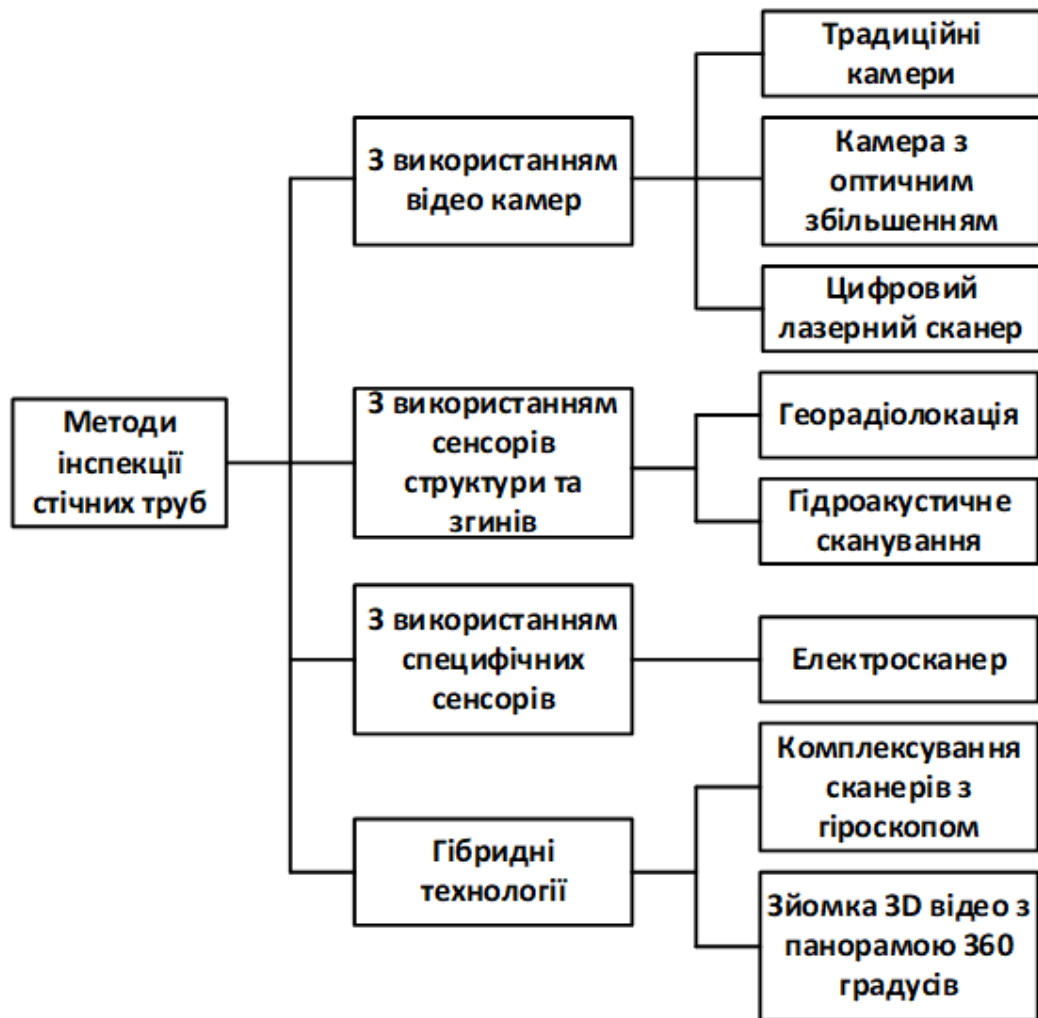 Методи
інспекції
стічних труб
З використанням
відео камер
Традиційні
камери
Камера з
оптичним
збільшенням
Цифровий
лазерний сканер
З використанням
сенсорів
структури та
згинів
Георадіолокація
Гідроакустичне
сканування
З використанням
специфічних
сенсорів
Електросканер
Гібридні
технології
Комплексування
сканерів з
гіроскопом
Зйомка 3D відео з
панорамою 360
градусів